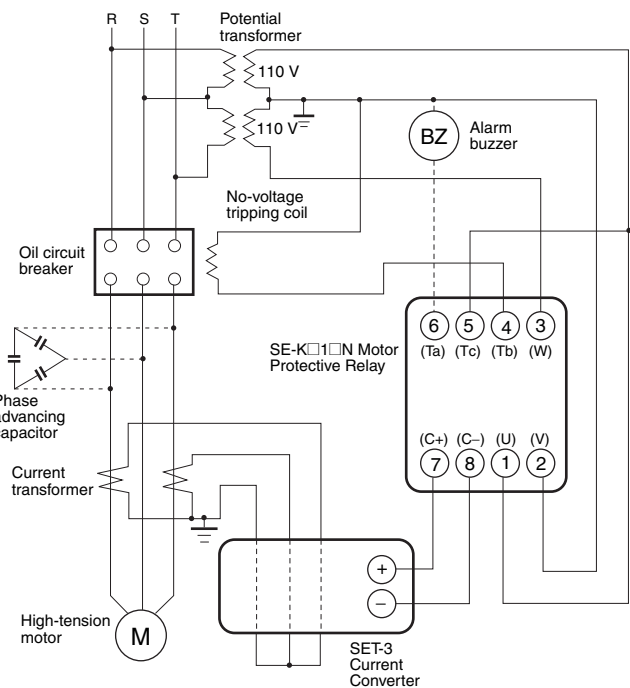 R S T
Potential
transformer
110 V
110 V
BZ
Alarm
buzzer
No-voltage
tripping coil
Oil circuit
breaker
6 5 4 3
(Ta) (Tc) (Tb) (W)
SE-K□1□N Motor
Protective Relay
Phase
advancing
capacitor
(C+) (C−) (U) (V)
7 8 1 2
Current
transformer
+
−
High-tension
motor
M
SET-3
Current
Converter